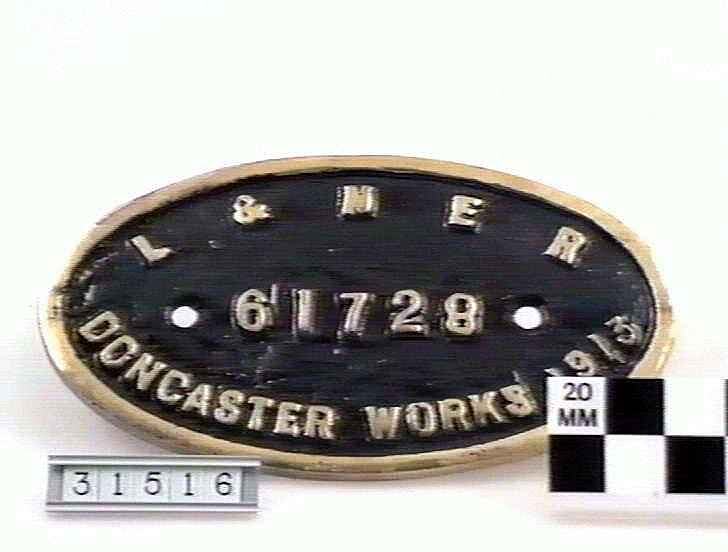 L & N E R
61728
DONCASTER WORKS 1913
20
MM
31516